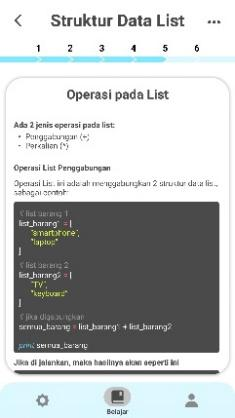 Struktur Data List
1 2 3 4 5 6
Operasi pada List
Ada 2 jenis operasi pada list:
• Penggabungan (+)
• Perkalian (*)
Operasi List Penggabungan
Operasi List ini adalah menggabungkan 2 struktur data list,
sebagai contoh:
# list barang 1
list_barang1 = [
"smartphone",
"laptop"
]
# list barang 2
list_barang2 = [
"TV",
"keyboard"
]
# jika digabungkan
semua_barang = list_barang1 + list_barang2
print semua_barang
Jika di jalankan, maka hasilnya akan seperti ini
Belajar